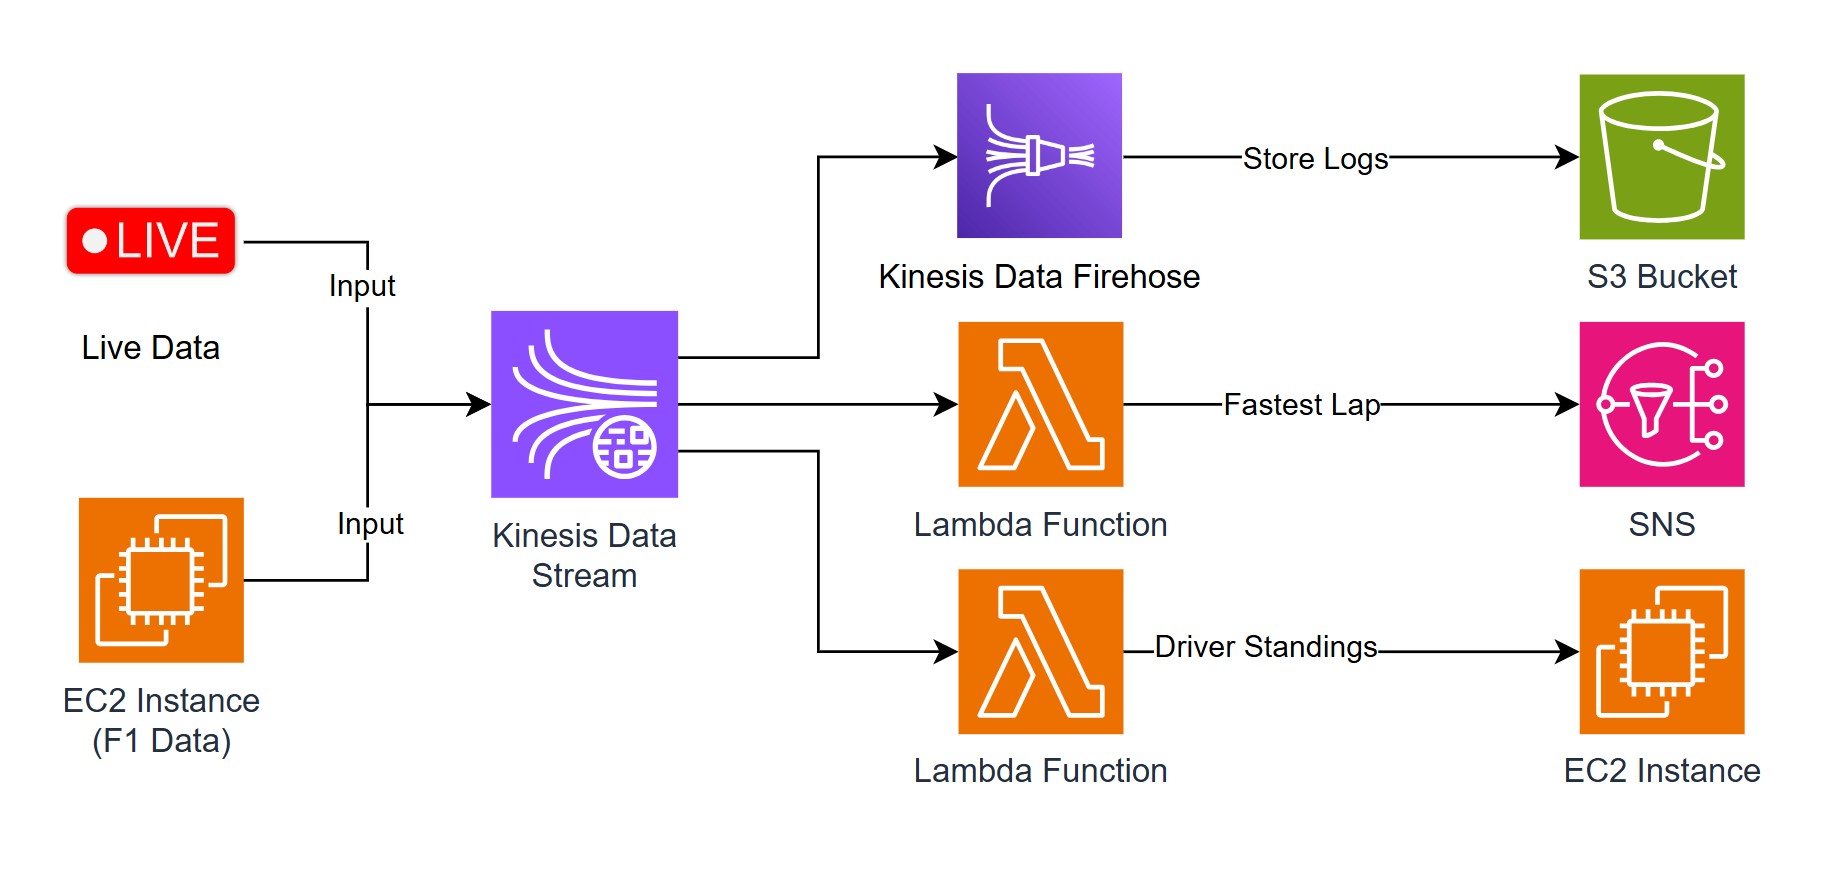 LIVE
Live Data
Input
Input
EC2 Instance
(F1 Data)
Kinesis Data
Stream
Kinesis Data Firehose
Store Logs
S3 Bucket
Lambda Function
Fastest Lap
SNS
Lambda Function
Driver Standings
EC2 Instance